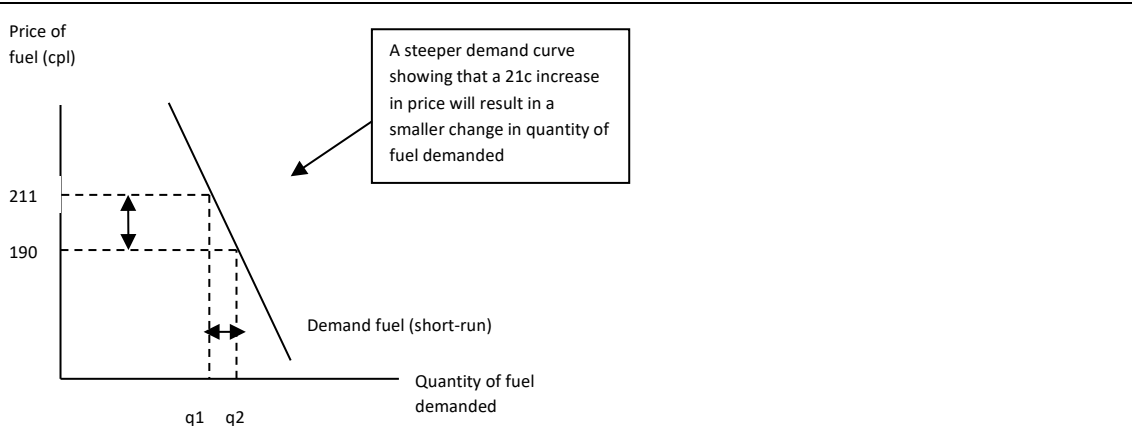 Price of
fuel (cpl)
A steeper demand curve
showing that a 21c increase
in price will result in a
smaller change in quantity of
fuel demanded
211
190
Demand fuel (short-run)
Quantity of fuel
demanded
q1 q2